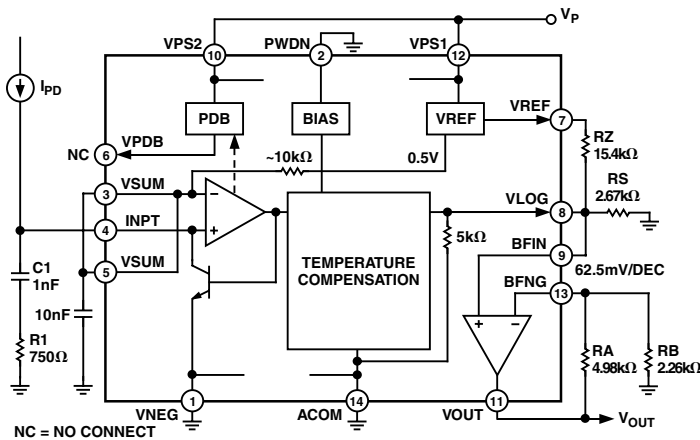 V_P
VPS2
PWDN
VPS1
10
2
12
I_PD
PDB
BIAS
VREF
VREF
7
VPDB
NC
6
~10kΩ
0.5V
RZ
15.4kΩ
3
VSUM
−
RS
2.67kΩ
VLOG
8
4
INPT
+
5kΩ
BFIN
9
62.5mV/DEC
5
VSUM
TEMPERATURE
COMPENSATION
BFNG
13
C1
1nF
10nF
+
−
R1
750Ω
RA
4.98kΩ
RB
2.26kΩ
1
14
11
VNEG
ACOM
VOUT
V_OUT
NC = NO CONNECT